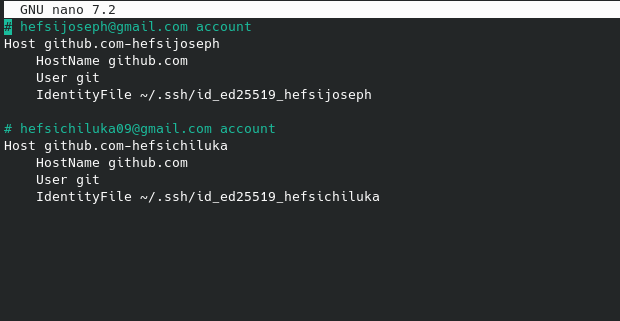 GNU nano 7.2
# hefsijoseph@gmail.com account
Host github.com-hefsijoseph
    HostName github.com
    User git
    IdentityFile ~/.ssh/id_ed25519_hefsijoseph

# hefsichiluka09@gmail.com account
Host github.com-hefsichiluka
    HostName github.com
    User git
    IdentityFile ~/.ssh/id_ed25519_hefsichiluka